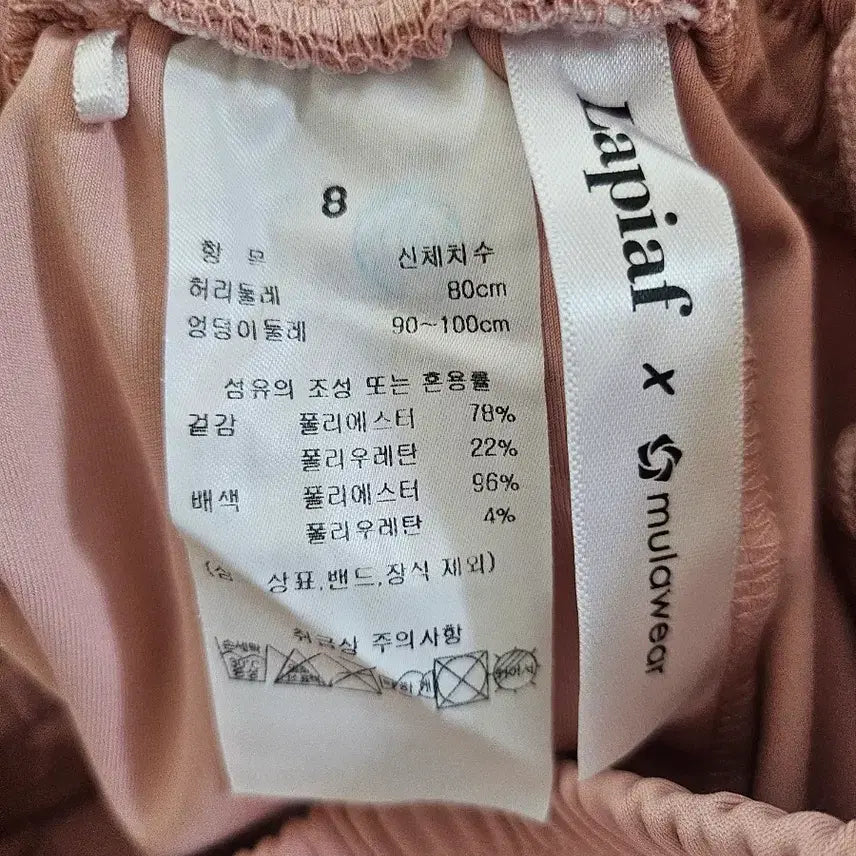 8
항 목 신체치수
허리둘레 80cm
엉덩이둘레 90~100cm
섬유의 조성 또는 혼용률
겉감 폴리에스터 78%
폴리우레탄 22%
배색 폴리에스터 96%
폴리우레탄 4%
상표,밴드,장식 제외)
취급상 주의사항
Lapiaf x mulawear